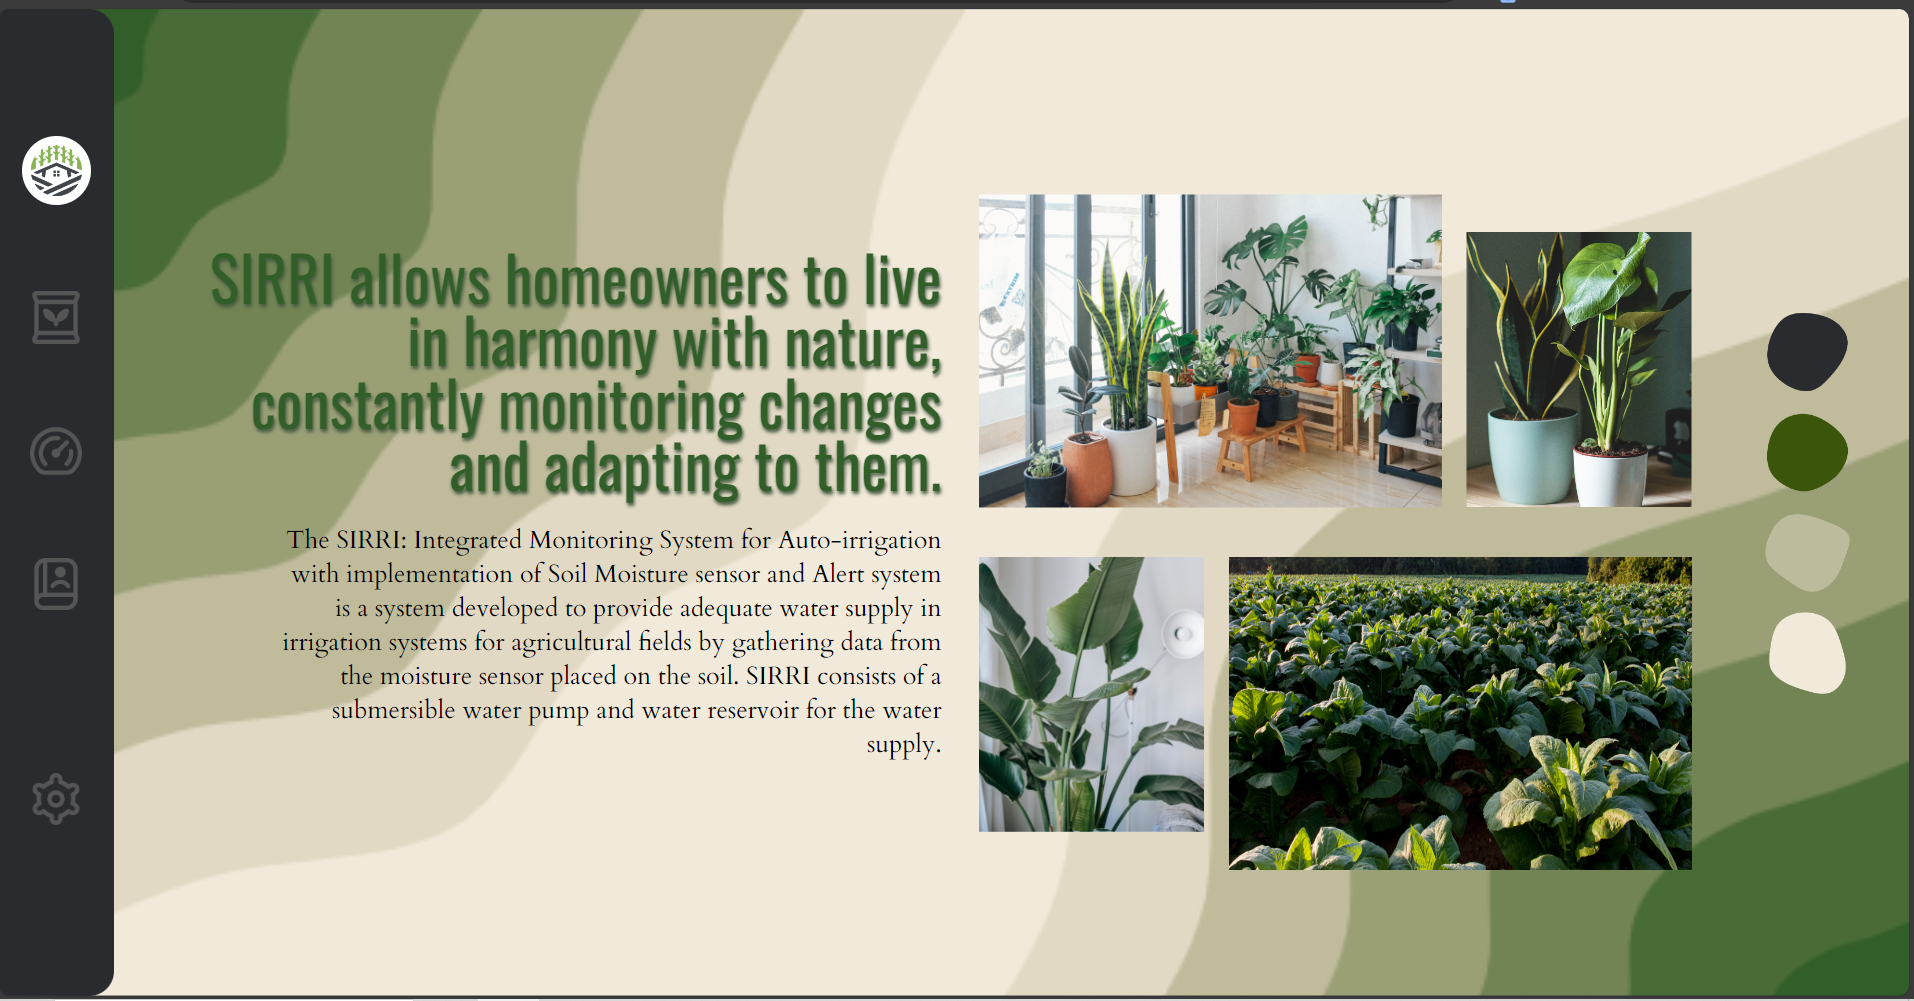 SIRRI allows homeowners to live
in harmony with nature,
constantly monitoring changes
and adapting to them.
The SIRRI: Integrated Monitoring System for Auto-irrigation
with implementation of Soil Moisture sensor and Alert system
is a system developed to provide adequate water supply in
irrigation systems for agricultural fields by gathering data from
the moisture sensor placed on the soil. SIRRI consists of a
submersible water pump and water reservoir for the water
supply.